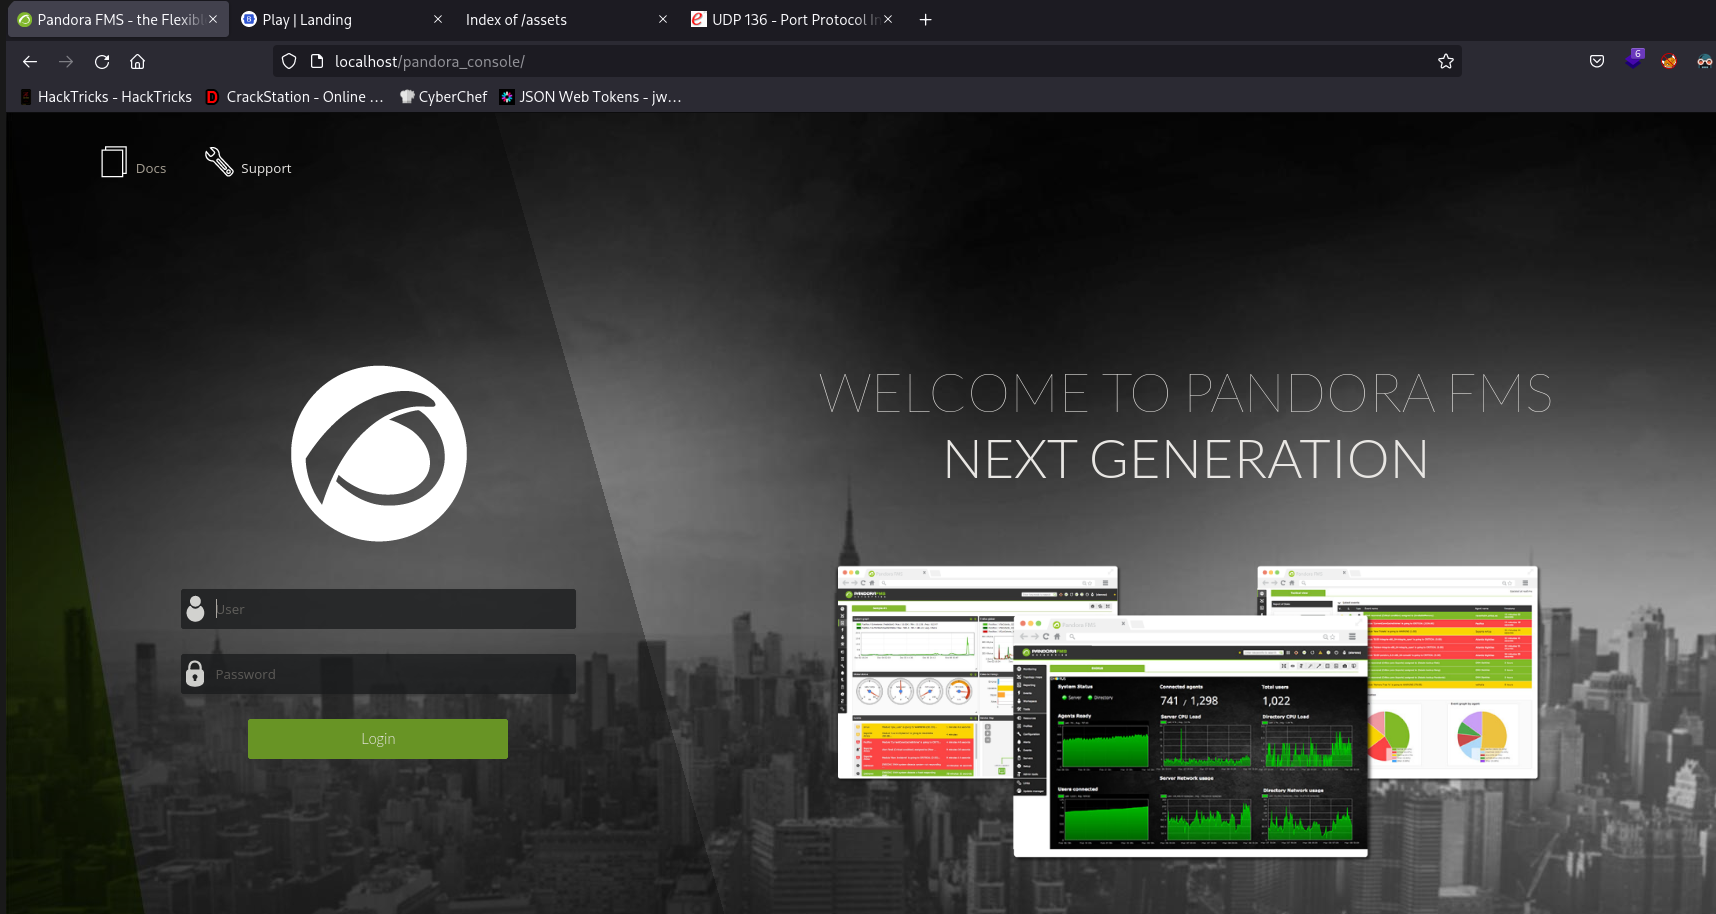 Pandora FMS - the Flexibl
Play | Landing
Index of /assets
UDP 136 - Port Protocol In
localhost/pandora_console/
6
HackTricks - HackTricks
CrackStation - Online ...
CyberChef
JSON Web Tokens - jw...
Docs
Support
WELCOME TO PANDORA FMS
NEXT GENERATION
User
Password
Login
System Status
Server
Directory
Connected agents
741 / 1,298
Total users
1,022
Agents Ready
Server CPU Load
Directory CPU Load
Server Network usage
Users connected
Directory Network usage